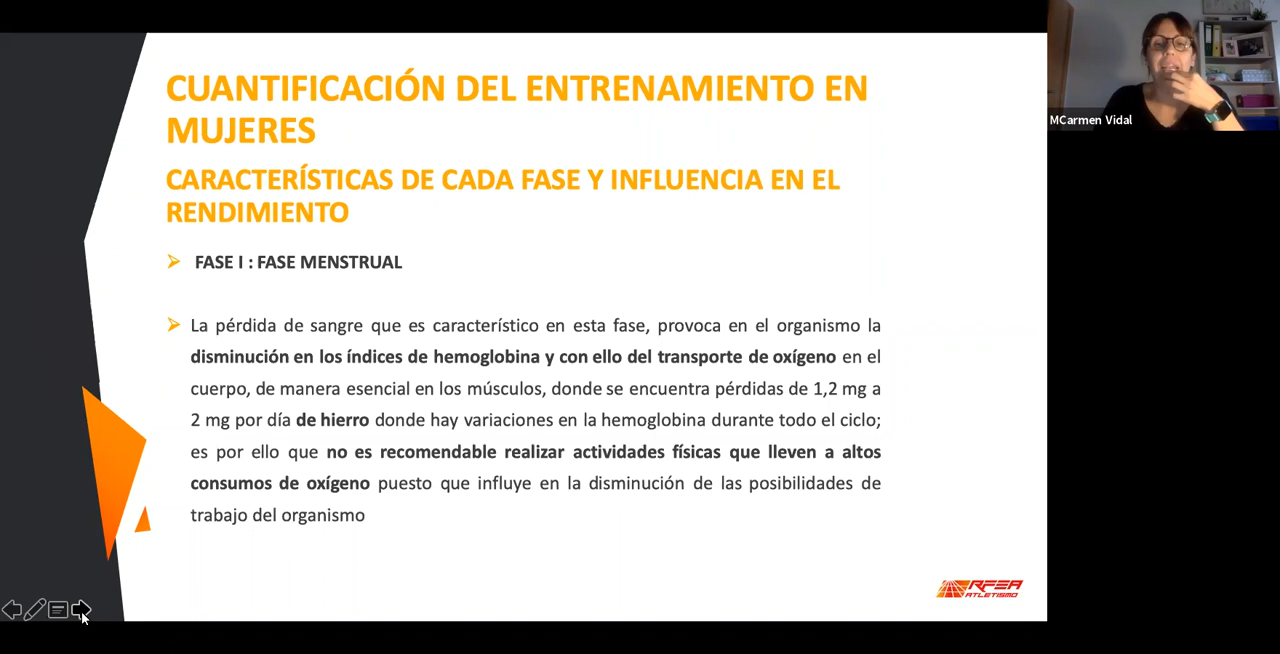 CUANTIFICACIÓN DEL ENTRENAMIENTO EN
MUJERES
CARACTERÍSTICAS DE CADA FASE Y INFLUENCIA EN EL
RENDIMIENTO
FASE I : FASE MENSTRUAL
La pérdida de sangre que es característico en esta fase, provoca en el organismo la
disminución en los índices de hemoglobina y con ello del transporte de oxígeno en el
cuerpo, de manera esencial en los músculos, donde se encuentra pérdidas de 1,2 mg a
2 mg por día de hierro donde hay variaciones en la hemoglobina durante todo el ciclo;
es por ello que no es recomendable realizar actividades físicas que lleven a altos
consumos de oxígeno puesto que influye en la disminución de las posibilidades de
trabajo del organismo
RFEA
ATLETISMO
MCarmen Vidal